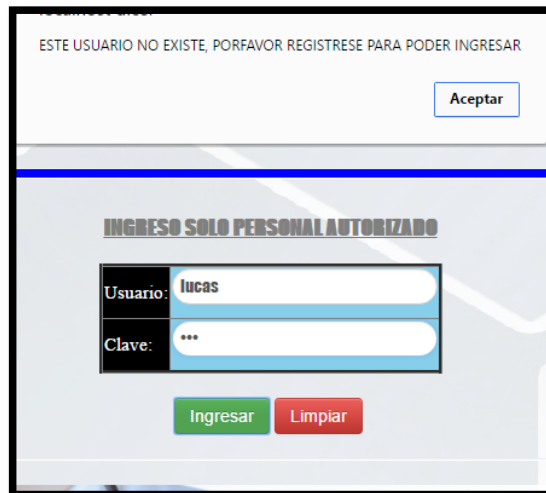 ESTE USUARIO NO EXISTE, PORFAVOR REGISTRESE PARA PODER INGRESAR
Aceptar
INGRESO SOLO PERSONAL AUTORIZADO
Usuario: lucas
Clave: •••
Ingresar Limpiar